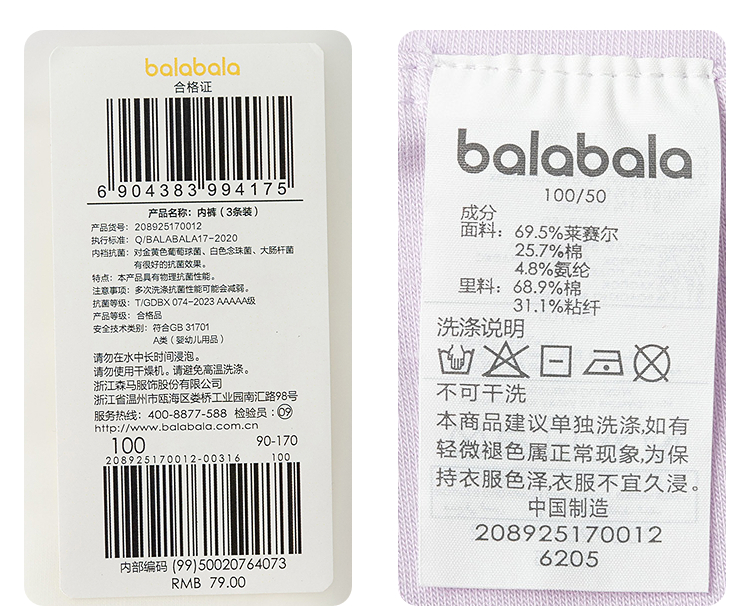 balabala
合格证
6 904383 994175
产品名称：内裤（3条装）
产品货号：208925170012
执行标准：Q/BALABALA17-2020
内裆抗菌：对金黄色葡萄球菌、白色念珠菌、大肠杆菌
有很好的抗菌效果。
特点：本产品具有物理抗菌性能。
注意事项：多次洗涤抗菌性能可能会减弱。
抗菌等级：T/GDBX 074-2023 AAAAA级
产品等级：合格品
安全技术类别：符合GB 31701
A类（婴幼儿用品）
请勿在水中长时间浸泡。
请勿使用干燥机。请避免高温洗涤。
浙江森马服饰股份有限公司
浙江省温州市瓯海区娄桥工业园南汇路98号
服务热线：400-8877-588 检验员：09
http://www.balabala.com.cn
100 90-170
208925170012-00316 100
内部编码 (99)50020764073
RMB 79.00
balabala
100/50
成分
面料：69.5%莱赛尔
25.7%棉
4.8%氨纶
里料：68.9%棉
31.1%粘纤
洗涤说明
不可干洗
本商品建议单独洗涤,如有
轻微褪色属正常现象,为保
持衣服色泽,衣服不宜久浸。
中国制造
208925170012
6205